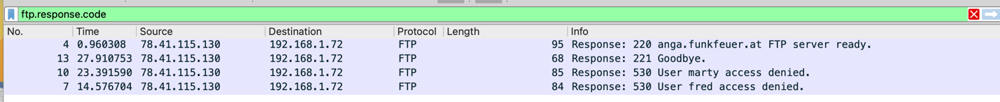 ftp.response.code
No. Time Source Destination Protocol Length Info
4 0.960308 78.41.115.130 192.168.1.72 FTP 95 Response: 220 anga.funkfeuer.at FTP server ready.
13 27.910753 78.41.115.130 192.168.1.72 FTP 68 Response: 221 Goodbye.
10 23.391590 78.41.115.130 192.168.1.72 FTP 85 Response: 530 User marty access denied.
7 14.576704 78.41.115.130 192.168.1.72 FTP 84 Response: 530 User fred access denied.